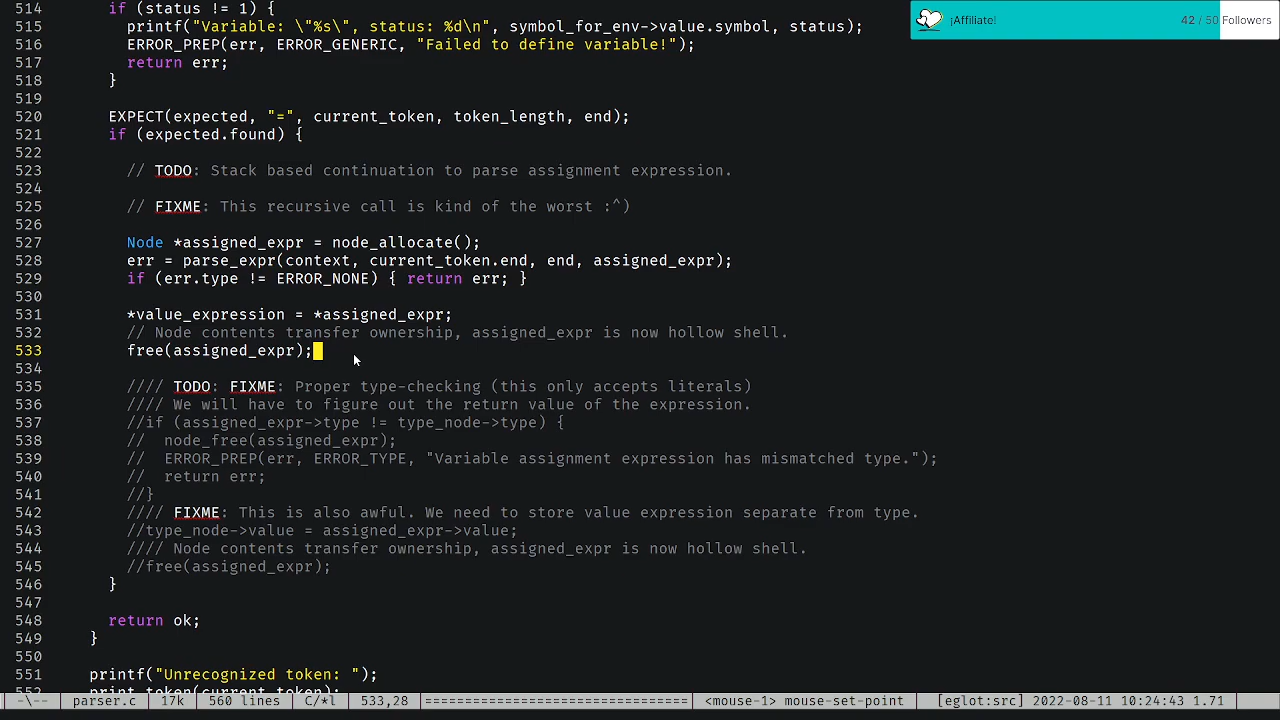 514 if (status != 1) {
515 printf("Variable: \"%s\", status: %d\n", symbol_for_env->value.symbol, status);
516 ERROR_PREP(err, ERROR_GENERIC, "Failed to define variable!");
517 return err;
518 }
519
520 EXPECT(expected, "=", current_token, token_length, end);
521 if (expected.found) {
522
523 // TODO: Stack based continuation to parse assignment expression.
524
525 // FIXME: This recursive call is kind of the worst :^)
526
527 Node *assigned_expr = node_allocate();
528 err = parse_expr(context, current_token.end, end, assigned_expr);
529 if (err.type != ERROR_NONE) { return err; }
530
531 *value_expression = *assigned_expr;
532 // Node contents transfer ownership, assigned_expr is now hollow shell.
533 free(assigned_expr);
534
535 //// TODO: FIXME: Proper type-checking (this only accepts literals)
536 //// We will have to figure out the return value of the expression.
537 //if (assigned_expr->type != type_node->type) {
538 //  node_free(assigned_expr);
539 //  ERROR_PREP(err, ERROR_TYPE, "Variable assignment expression has mismatched type.");
540 //  return err;
541 //}
542 //// FIXME: This is also awful. We need to store value expression separate from type.
543 //type_node->value = assigned_expr->value;
544 //// Node contents transfer ownership, assigned_expr is now hollow shell.
545 //free(assigned_expr);
546 }
547
548 return ok;
549 }
550
551 printf("Unrecognized token: ");
552 print_token(current_token);
¡Affiliate! 42 / 50 Followers
-\-- parser.c 17k 560 lines C/*l 533,28 ============================ <mouse-1> mouse-set-point [eglot:src] 2022-08-11 10:24:43 1.71